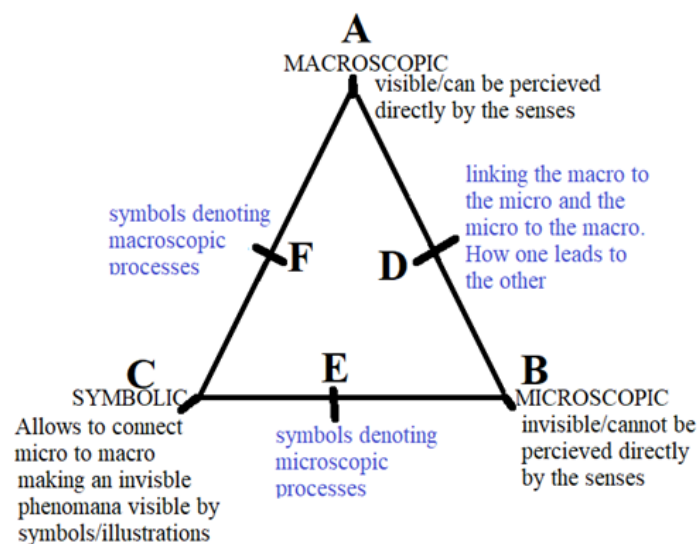 A
MACROSCOPIC
visible/can be percieved
directly by the senses
linking the macro to
the micro and the
micro to the macro.
How one leads to
the other
symbols denoting
macroscopic
processes
F
D
C
E
B
SYMBOLIC
MICROSCOPIC
Allows to connect
micro to macro
making an invisble
phenomana visible by
symbols/illustrations
symbols denoting
microscopic
processes
invisible/cannot be
percieved directly
by the senses